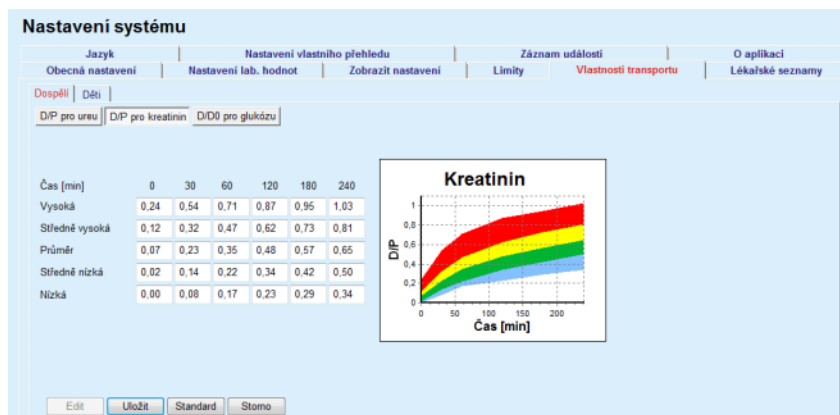 Nastavení systému
Jazyk Nastavení vlastního přehledu Záznam událostí O aplikaci
Obecná nastavení Nastavení lab. hodnot Zobrazit nastavení Limity Vlastnosti transportu Lékařské seznamy
Dospělí Děti
D/P pro ureu D/P pro kreatinin D/D0 pro glukózu
Čas [min] 0 30 60 120 180 240
Vysoká 0,24 0,54 0,71 0,87 0,95 1,03
Středně vysoká 0,12 0,32 0,47 0,62 0,73 0,81
Průměr 0,07 0,23 0,35 0,48 0,57 0,65
Středně nízká 0,02 0,14 0,22 0,34 0,42 0,50
Nízká 0,00 0,08 0,17 0,23 0,29 0,34
Kreatinin
D/P
1
0,8
0,6
0,4
0,2
0
0 50 100 150 200
Čas [min]
Edit Uložit Standard Storno